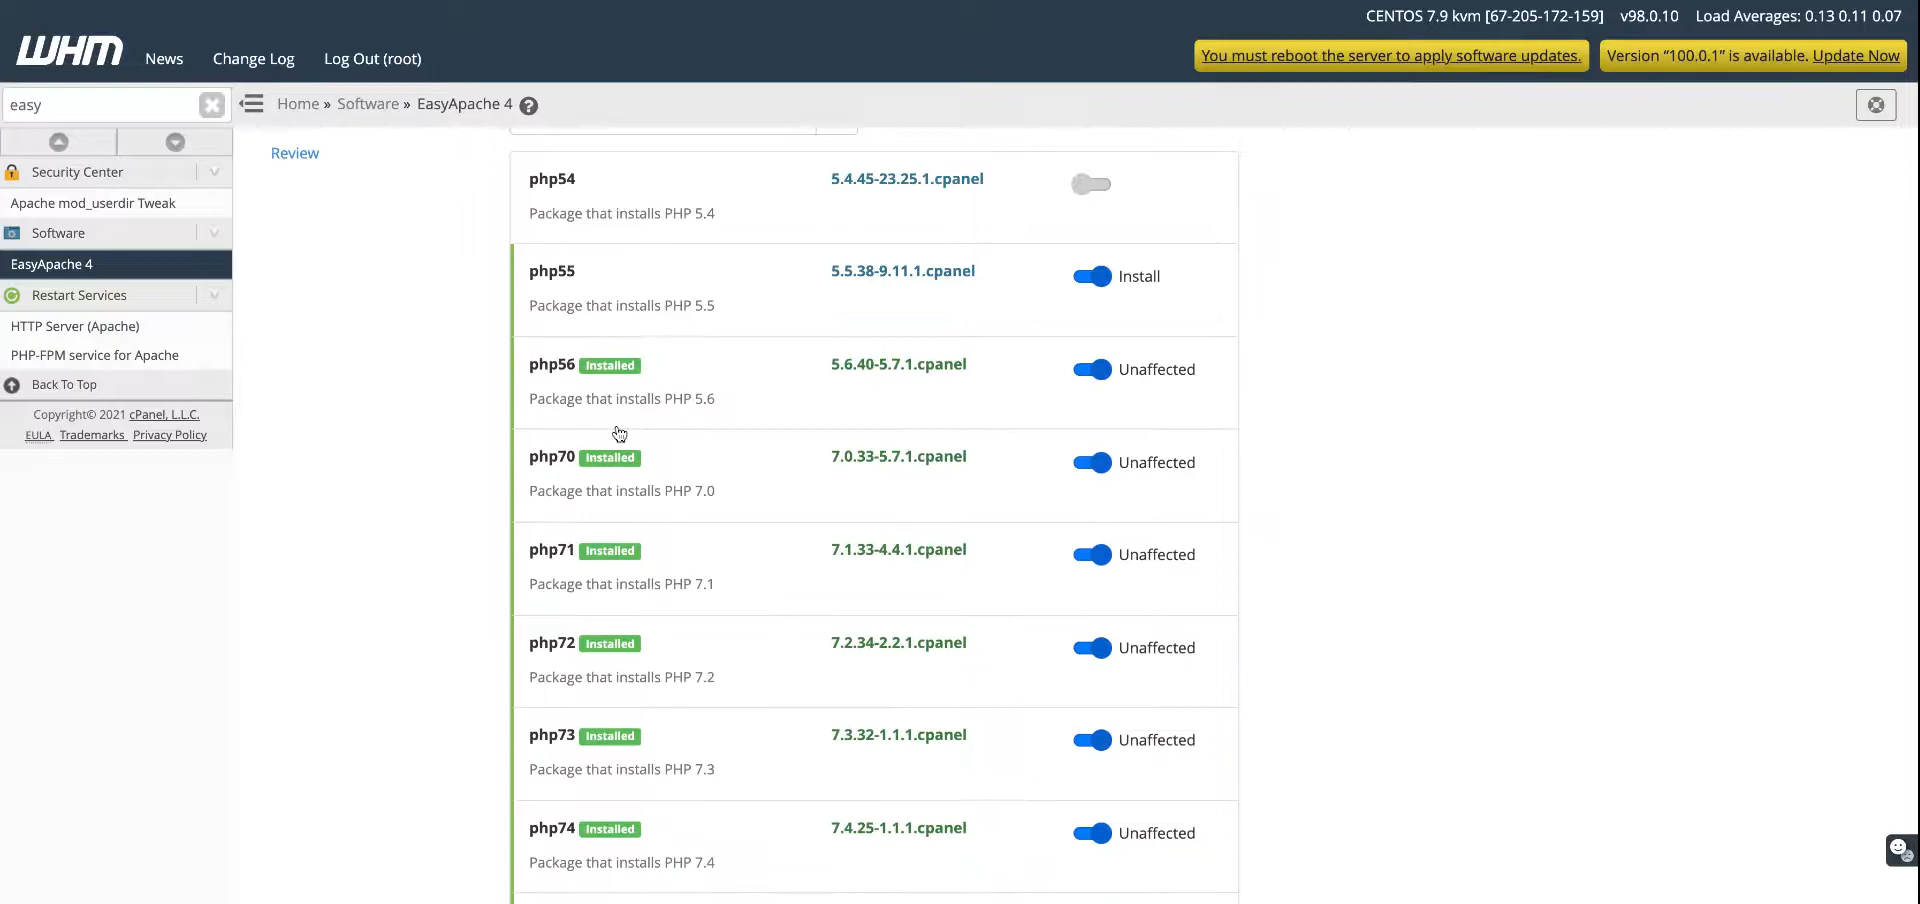 CENTOS 7.9 kvm [67-205-172-159] v98.0.10 Load Averages: 0.13 0.11 0.07
WHM News Change Log Log Out (root)
You must reboot the server to apply software updates. Version “100.0.1” is available. Update Now
easy
Home » Software » EasyApache 4
Security Center
Apache mod_userdir Tweak
Software
EasyApache 4
Restart Services
HTTP Server (Apache)
PHP-FPM service for Apache
Back To Top
Copyright© 2021 cPanel, L.L.C.
EULA Trademarks Privacy Policy
Review
php54 5.4.45-23.25.1.cpanel
Package that installs PHP 5.4
php55 5.5.38-9.11.1.cpanel Install
Package that installs PHP 5.5
php56 Installed 5.6.40-5.7.1.cpanel Unaffected
Package that installs PHP 5.6
php70 Installed 7.0.33-5.7.1.cpanel Unaffected
Package that installs PHP 7.0
php71 Installed 7.1.33-4.4.1.cpanel Unaffected
Package that installs PHP 7.1
php72 Installed 7.2.34-2.2.1.cpanel Unaffected
Package that installs PHP 7.2
php73 Installed 7.3.32-1.1.1.cpanel Unaffected
Package that installs PHP 7.3
php74 Installed 7.4.25-1.1.1.cpanel Unaffected
Package that installs PHP 7.4